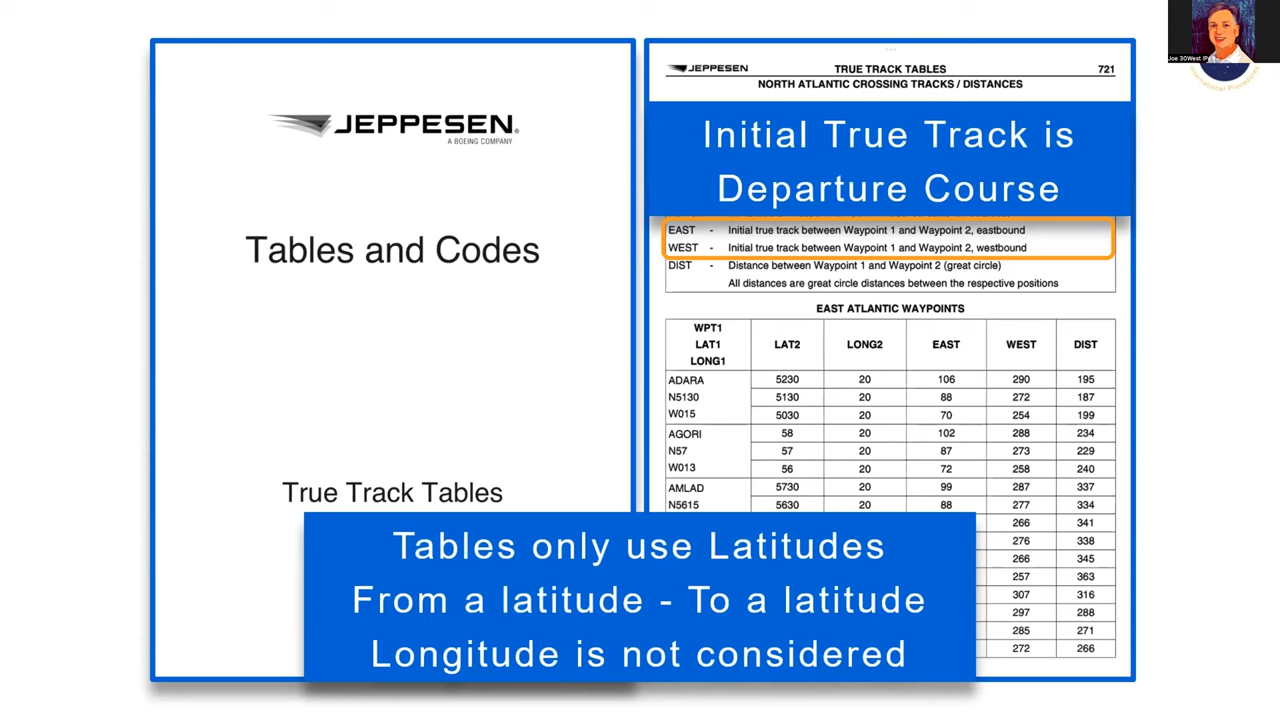 JEPPESEN®
A BOEING COMPANY
Tables and Codes
True Track Tables
JEPPESEN TRUE TRACK TABLES 721
NORTH ATLANTIC CROSSING TRACKS / DISTANCES
Initial True Track is
Departure Course
EAST - Initial true track between Waypoint 1 and Waypoint 2, eastbound
WEST - Initial true track between Waypoint 1 and Waypoint 2, westbound
DIST - Distance between Waypoint 1 and Waypoint 2 (great circle)
All distances are great circle distances between the respective positions
EAST ATLANTIC WAYPOINTS
WPT1
LAT1 LAT2 LONG2 EAST WEST DIST
LONG1
ADARA 5230 20 106 290 195
N5130 5130 20 88 272 187
W015 5030 20 70 254 199
AGORI 58 20 102 288 234
N57 57 20 87 273 229
W013 56 20 72 258 240
AMLAD 5730 20 99 287 337
N5615 5630 20 88 277 334
266 341
276 338
266 345
257 363
307 316
297 288
285 271
272 266
Tables only use Latitudes
From a latitude - To a latitude
Longitude is not considered
Joe 30West IP
International Procedures